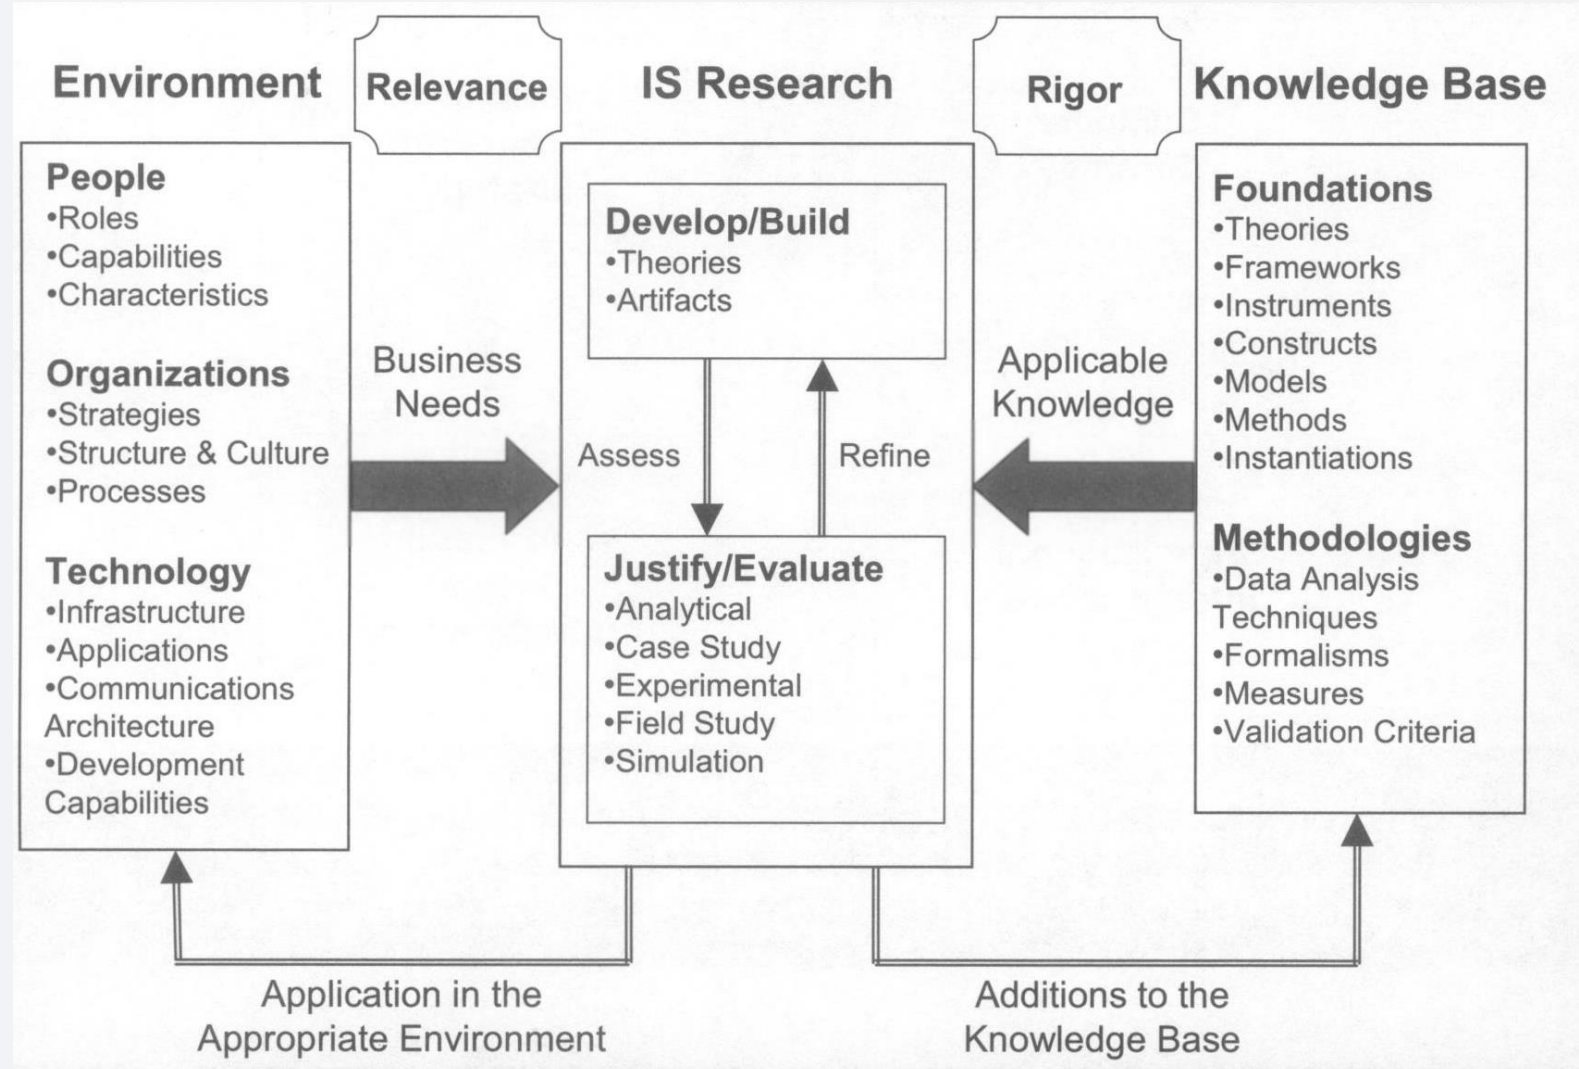 Environment
Relevance
IS Research
Rigor
Knowledge Base
People
•Roles
•Capabilities
•Characteristics
Organizations
•Strategies
•Structure & Culture
•Processes
Technology
•Infrastructure
•Applications
•Communications
Architecture
•Development
Capabilities
Business
Needs
Develop/Build
•Theories
•Artifacts
Assess
Refine
Justify/Evaluate
•Analytical
•Case Study
•Experimental
•Field Study
•Simulation
Applicable
Knowledge
Foundations
•Theories
•Frameworks
•Instruments
•Constructs
•Models
•Methods
•Instantiations
Methodologies
•Data Analysis
Techniques
•Formalisms
•Measures
•Validation Criteria
Application in the
Appropriate Environment
Additions to the
Knowledge Base